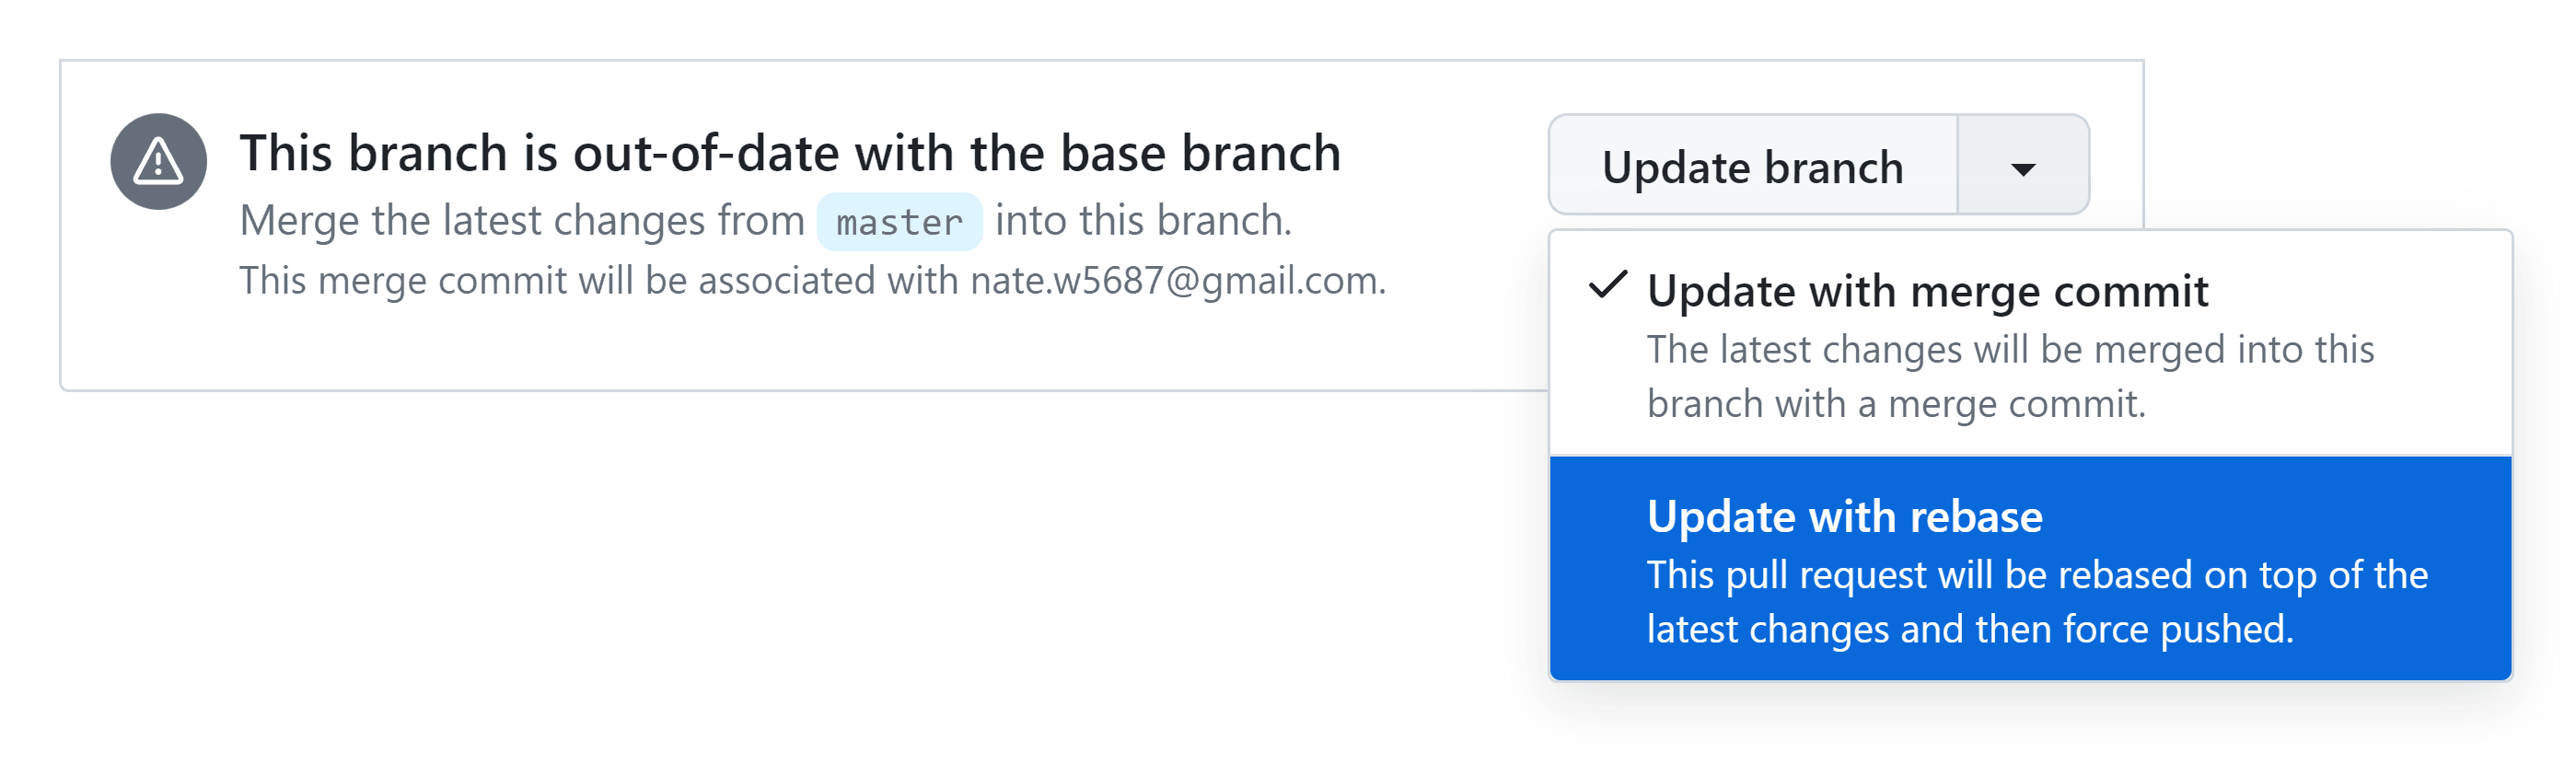 This branch is out-of-date with the base branch
Merge the latest changes from master into this branch.
This merge commit will be associated with nate.w5687@gmail.com.
Update branch
Update with merge commit
The latest changes will be merged into this
branch with a merge commit.
Update with rebase
This pull request will be rebased on top of the
latest changes and then force pushed.